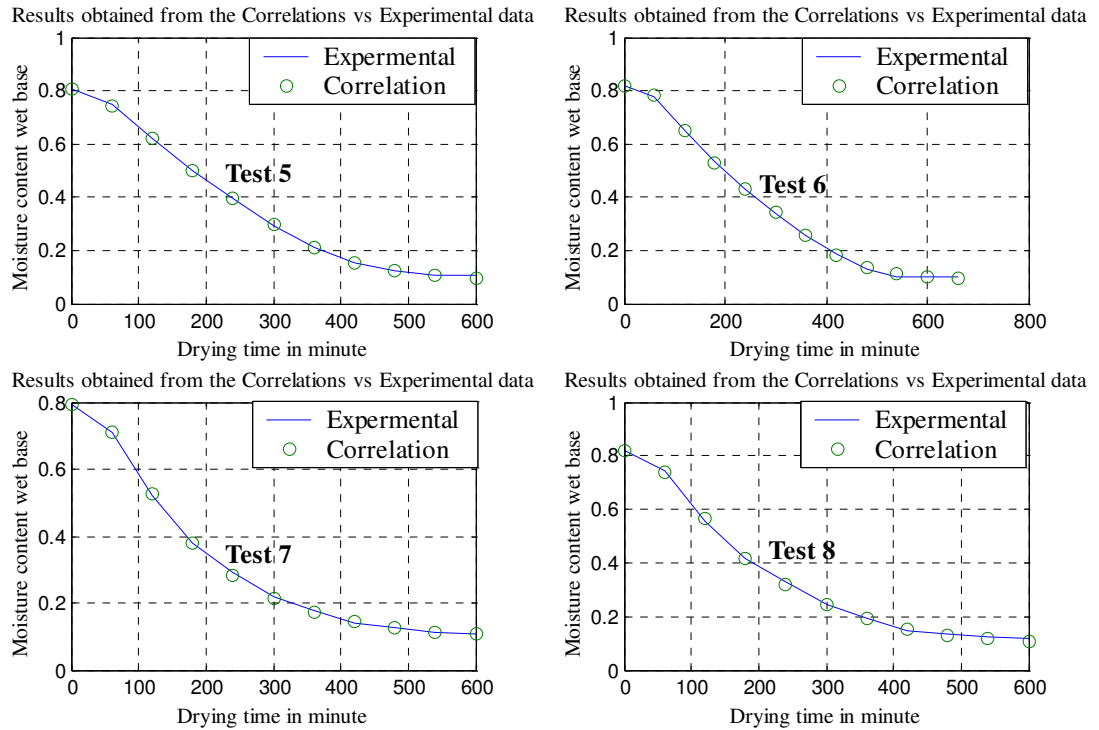 Results obtained from the Correlations vs Experimental data
1
0.8
0.6
0.4
0.2
0
Moisture content wet base
Expermental
Correlation
Test 5
0 100 200 300 400 500 600
Drying time in minute
Results obtained from the Correlations vs Experimental data
1
0.8
0.6
0.4
0.2
0
Moisture content wet base
Expermental
Correlation
Test 6
0 200 400 600 800
Drying time in minute
Results obtained from the Correlations vs Experimental data
0.8
0.6
0.4
0.2
0
Moisture content wet base
Expermental
Correlation
Test 7
0 100 200 300 400 500 600
Drying time in minute
Results obtained from the Correlations vs Experimental data
1
0.8
0.6
0.4
0.2
0
Moisture content wet base
Expermental
Correlation
Test 8
0 100 200 300 400 500 600
Drying time in minute